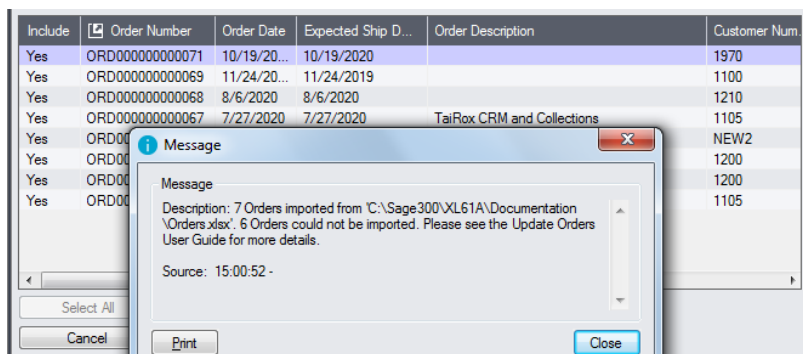 Include Order Number Order Date Expected Ship D... Order Description Customer Num...
Yes ORD000000000071 10/19/20... 10/19/2020 1970
Yes ORD000000000069 11/24/20... 11/24/2019 1100
Yes ORD000000000068 8/6/2020 8/6/2020 1210
Yes ORD000000000067 7/27/2020 7/27/2020 TaiRox CRM and Collections 1105
Yes ORD00 NEW2
Yes ORD00 1200
Yes ORD00 1200
Yes ORD00 1105
Message
Message
Description: 7 Orders imported from 'C:\Sage300\XL61A\Documentation
\Orders.xlsx'. 6 Orders could not be imported. Please see the Update Orders
User Guide for more details.
Source: 15:00:52 -
Select All
Cancel
Print
Close